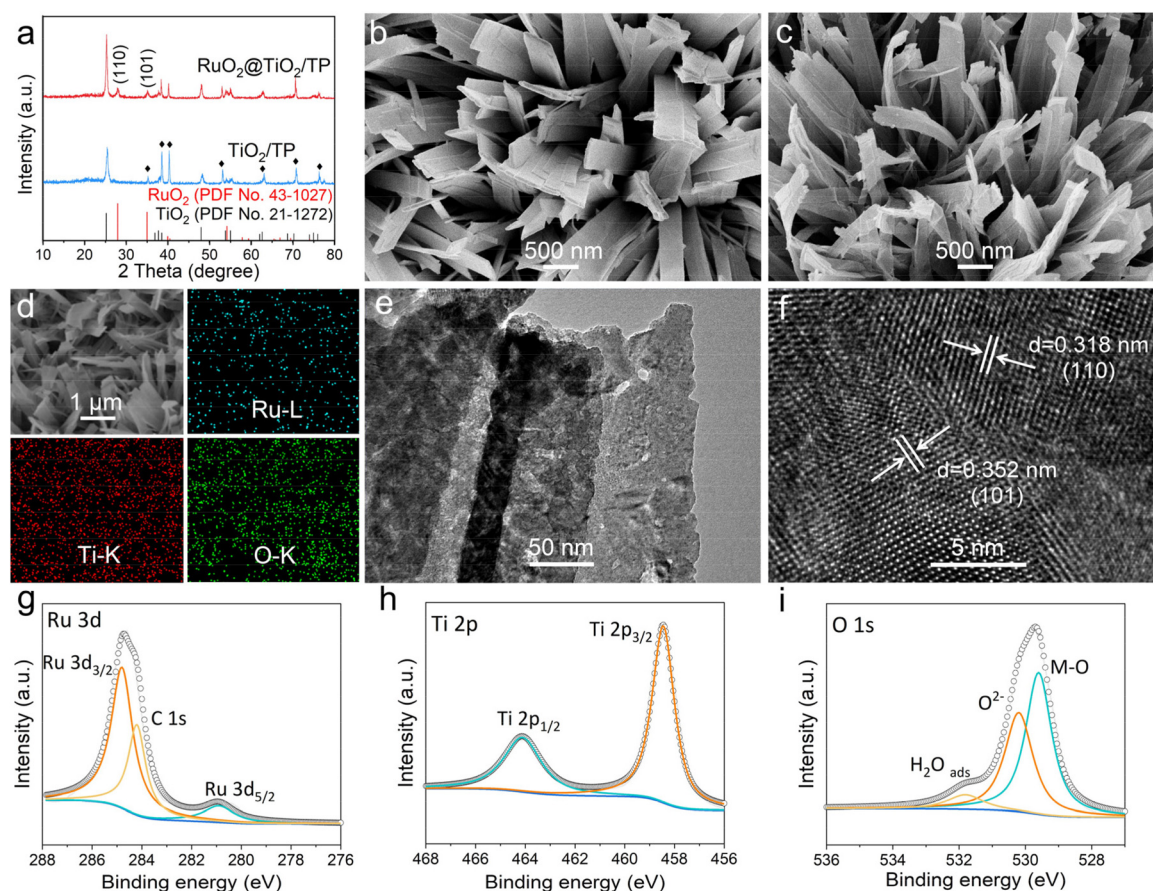 a
Intensity (a.u.)
(110)
(101)
RuO₂@TiO₂/TP
TiO₂/TP
RuO₂ (PDF No. 43-1027)
TiO₂ (PDF No. 21-1272)
10 20 30 40 50 60 70 80
2 Theta (degree)
b
500 nm
c
500 nm
d
1 μm
Ru-L
Ti-K
O-K
e
50 nm
f
d=0.318 nm
(110)
d=0.352 nm
(101)
5 nm
g
Ru 3d
Ru 3d₃/₂
C 1s
Ru 3d₅/₂
Intensity (a.u.)
288 286 284 282 280 278 276
Binding energy (eV)
h
Ti 2p
Ti 2p₃/₂
Ti 2p₁/₂
Intensity (a.u.)
468 466 464 462 460 458 456
Binding energy (eV)
i
O 1s
M-O
O²⁻
H₂O ads
Intensity (a.u.)
536 534 532 530 528
Binding energy (eV)